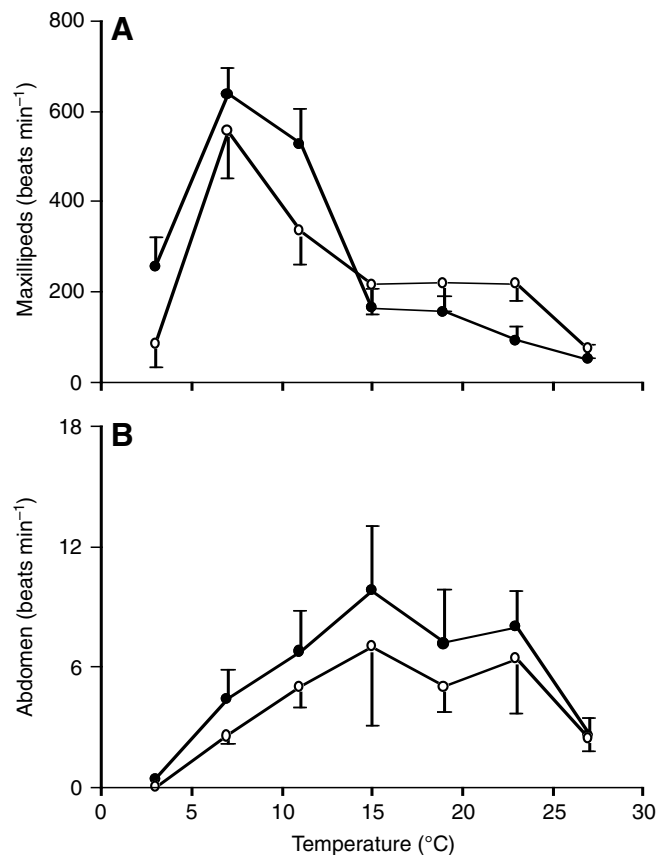 A
Maxillipeds (beats min⁻¹)
800
600
400
200
0
B
Abdomen (beats min⁻¹)
18
12
6
0
0 5 10 15 20 25 30
Temperature (°C)